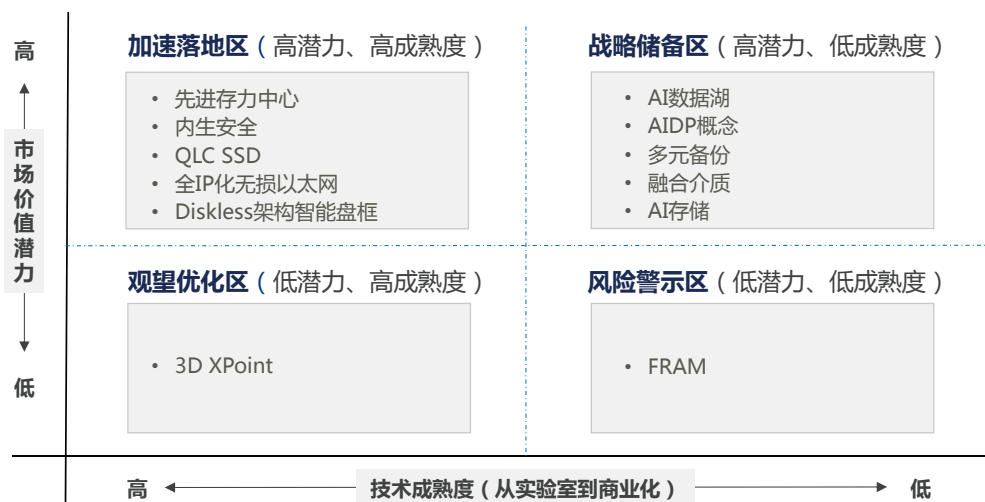 加速落地区（高潜力、高成熟度）
• 先进存力中心
• 内生安全
• QLC SSD
• 全IP化无损以太网
• Diskless架构智能盘框
战略储备区（高潜力、低成熟度）
• AI数据湖
• AIDP概念
• 多元备份
• 融合介质
• AI存储
高
市场价值潜力
低
观望优化区（低潜力、高成熟度）
• 3D XPoint
风险警示区（低潜力、低成熟度）
• FRAM
高
技术成熟度（从实验室到商业化）
低